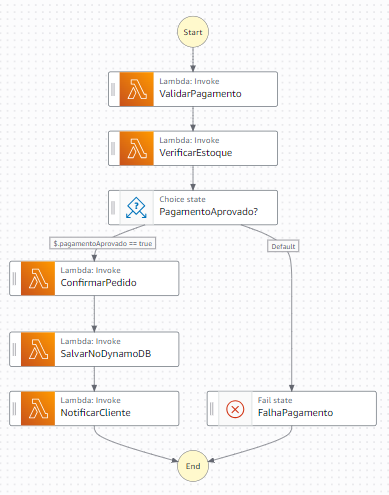 Start
Lambda: Invoke
ValidarPagamento
Lambda: Invoke
VerificarEstoque
Choice state
PagamentoAprovado?
$.pagamentoAprovado == true
Default
Lambda: Invoke
ConfirmarPedido
Lambda: Invoke
SalvarNoDynamoDB
Lambda: Invoke
NotificarCliente
Fail state
FalhaPagamento
End